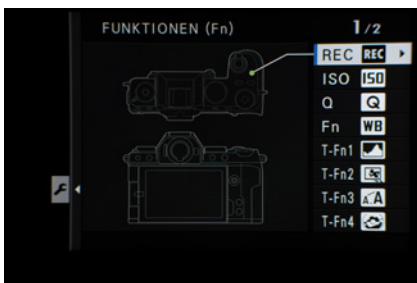 FUNKTIONEN (Fn) 1/2
REC REC
ISO ISO
Q Q
Fn WB
T-Fn1
T-Fn2
T-Fn3 A A
T-Fn4